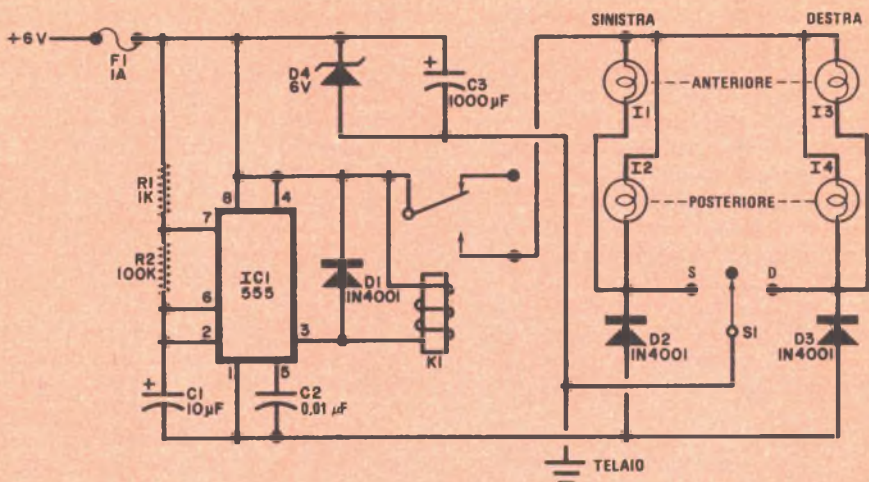 SINISTRA
DESTRA
+6V
F1
1A
D4
6V
+
C3
1000µF
I1
ANTERIORE
I3
R1
1K
8
4
I2
I4
7
POSTERIORE
R2
100K
IC1
555
D1
1N4001
S
D
6
2
3
K1
D2
1N4001
S1
D3
1N4001
+
C1
10µF
1
5
C2
0,01 µF
TELAIO